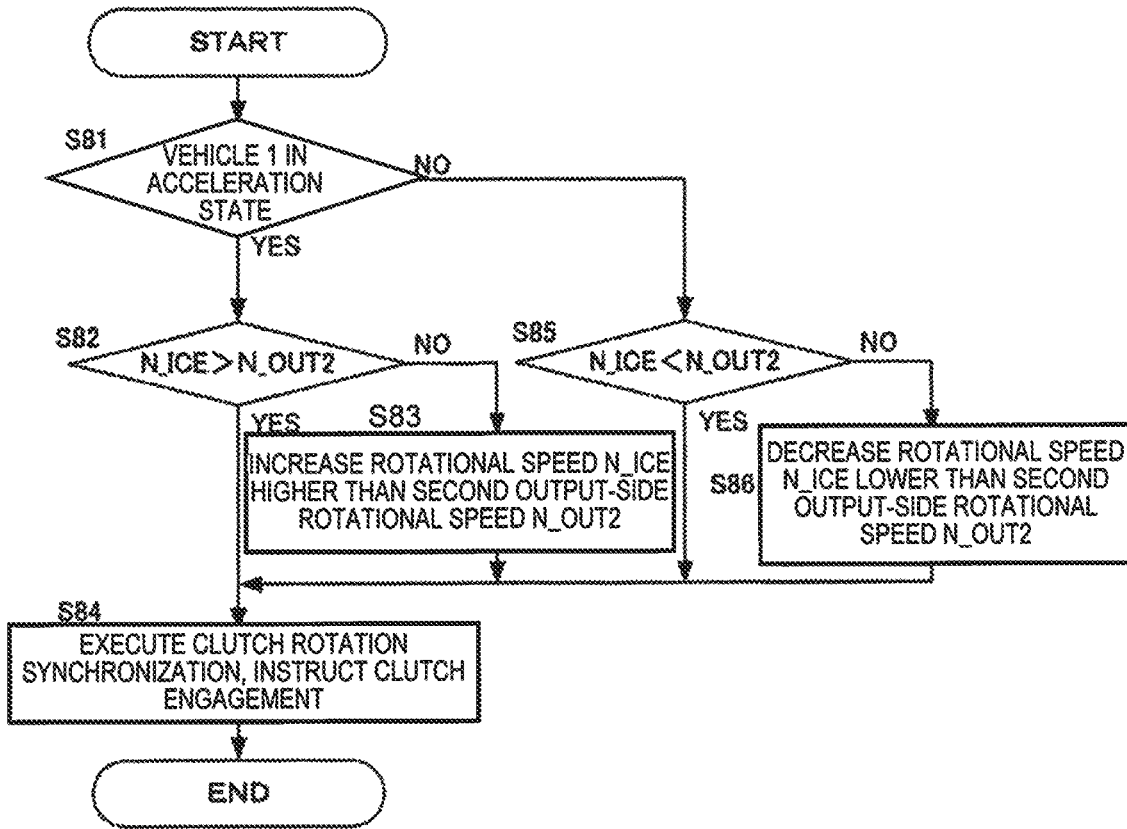 START
S81
VEHICLE 1 IN
ACCELERATION
STATE
NO
YES
S82
N_ICE>N_OUT2
NO
YES
S83
INCREASE ROTATIONAL SPEED N_ICE
HIGHER THAN SECOND OUTPUT-SIDE
ROTATIONAL SPEED N_OUT2
S85
N_ICE<N_OUT2
NO
YES
S86
DECREASE ROTATIONAL SPEED
N_ICE LOWER THAN SECOND
OUTPUT-SIDE ROTATIONAL
SPEED N_OUT2
S84
EXECUTE CLUTCH ROTATION
SYNCHRONIZATION, INSTRUCT CLUTCH
ENGAGEMENT
END